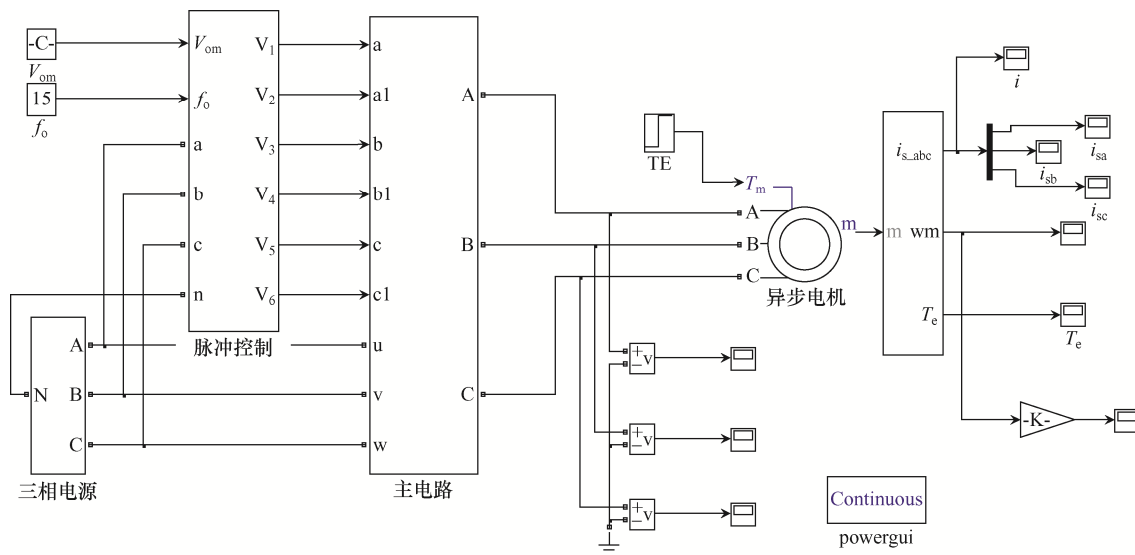 -C-
Vom
15
fo
Vom
fo
a
b
c
n
V1
V2
V3
V4
V5
V6
脉冲控制
N
A
B
C
三相电源
a
a1
b
b1
c
c1
u
v
w
A
B
C
主电路
TE
Tm
A
B
C
m
异步电机
+
−
v
+
−
v
+
−
v
m
is_abc
wm
Te
i
isa
isb
isc
Te
-K-
Continuous
powergui